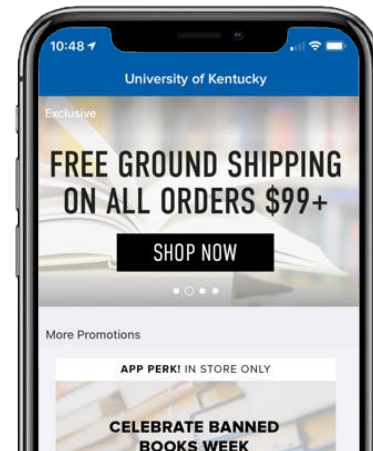 10:48
University of Kentucky
Exclusive
FREE GROUND SHIPPING
ON ALL ORDERS $99+
SHOP NOW
More Promotions
APP PERK! IN STORE ONLY
CELEBRATE BANNED
BOOKS WEEK